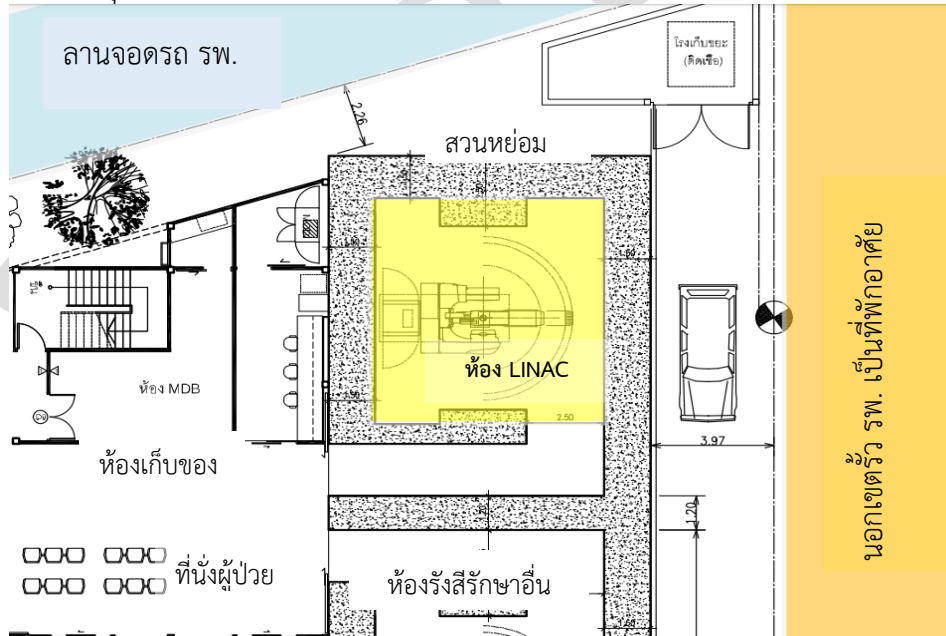 ลานจอดรถ รพ.
โรงเก็บขยะ
(ติดเชื้อ)
2.26
สวนหย่อม
ห้อง MDB
ห้อง LINAC
2.50
3.97
นอกเขตรั้ว รพ. เป็นที่พักอาศัย
ห้องเก็บของ
1.20
ที่นั่งผู้ป่วย
ห้องรังสีรักษาอื่น